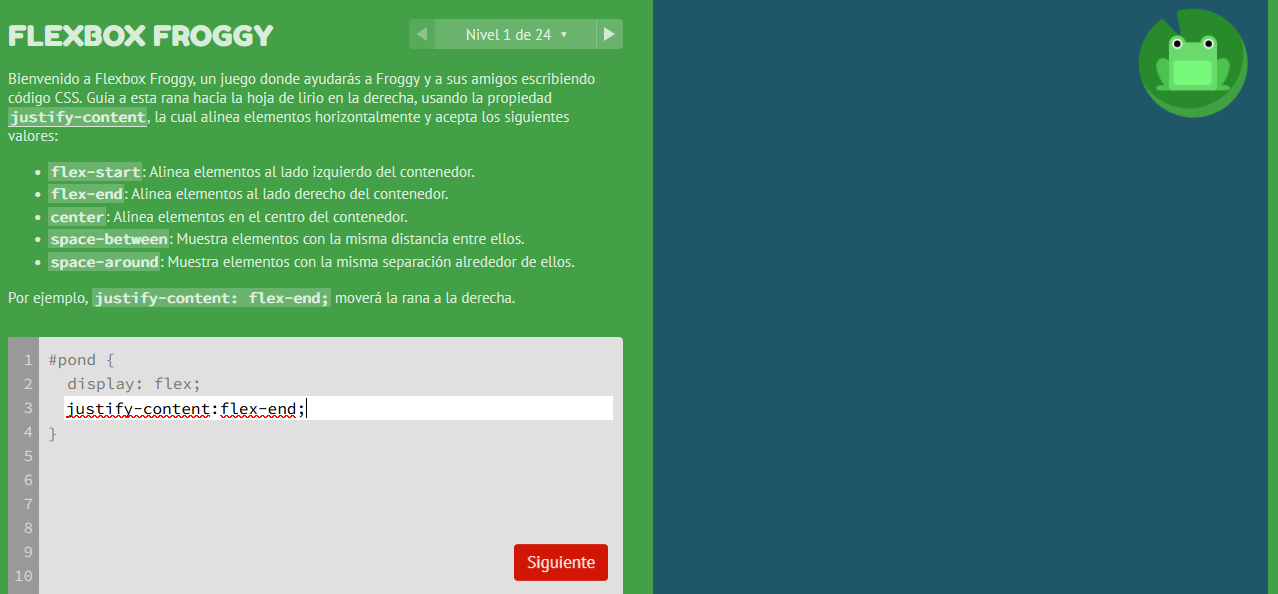 FLEXBOX FROGGY
Nivel 1 de 24
Bienvenido a Flexbox Froggy, un juego donde ayudarás a Froggy y a sus amigos escribiendo
código CSS. Guía a esta rana hacia la hoja de lirio en la derecha, usando la propiedad
justify-content, la cual alinea elementos horizontalmente y acepta los siguientes
valores:
• flex-start: Alinea elementos al lado izquierdo del contenedor.
• flex-end: Alinea elementos al lado derecho del contenedor.
• center: Alinea elementos en el centro del contenedor.
• space-between: Muestra elementos con la misma distancia entre ellos.
• space-around: Muestra elementos con la misma separación alrededor de ellos.
Por ejemplo, justify-content: flex-end; moverá la rana a la derecha.
1 #pond {
2 display: flex;
3 justify-content:flex-end;
4 }
5
6
7
8
9
10
Siguiente